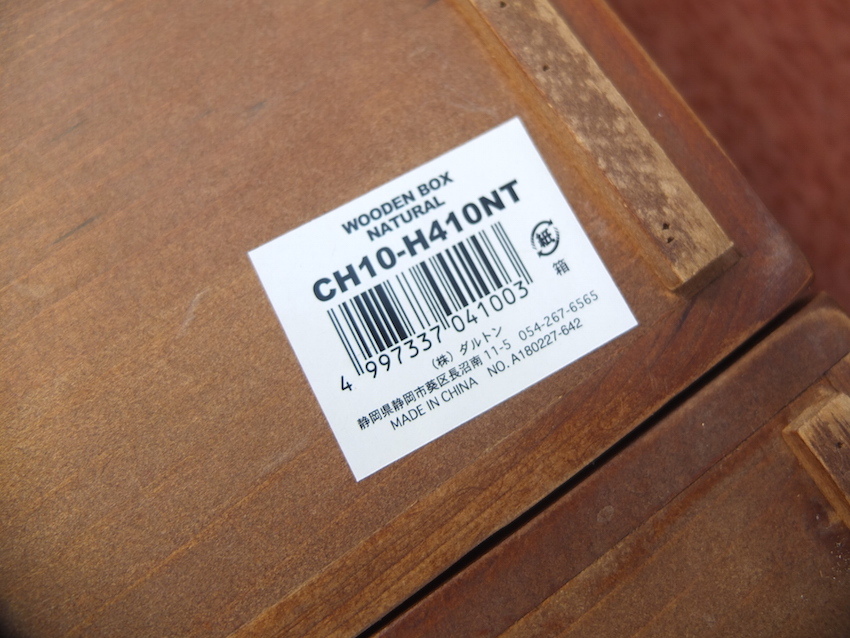 WOODEN BOX
NATURAL
CH10-H410NT
紙
箱
4 997337 041003
(株) ダルトン
静岡県静岡市葵区長沼南 11-5 054-267-6565
MADE IN CHINA NO. A180227-642